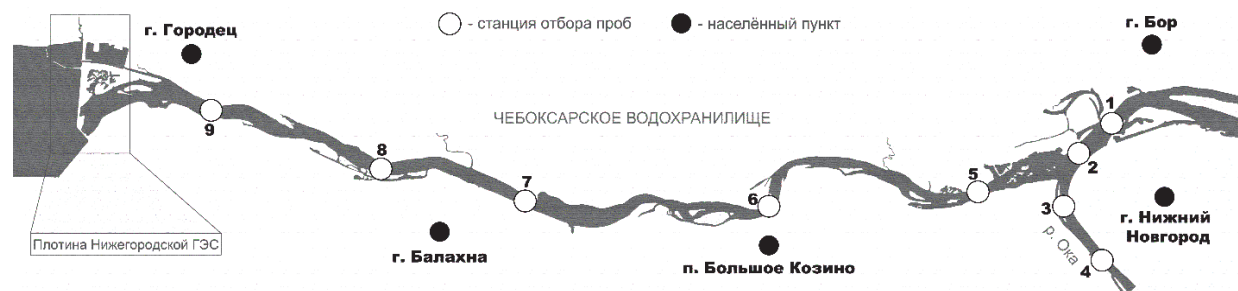 г. Городец
- станция отбора проб
- населённый пункт
г. Бор
ЧЕБОКСАРСКОЕ ВОДОХРАНИЛИЩЕ
1
2
3
4
5
6
7
8
9
р. Ока
г. Нижний
Новгород
г. Балахна
п. Большое Козино
Плотина Нижегородской ГЭС